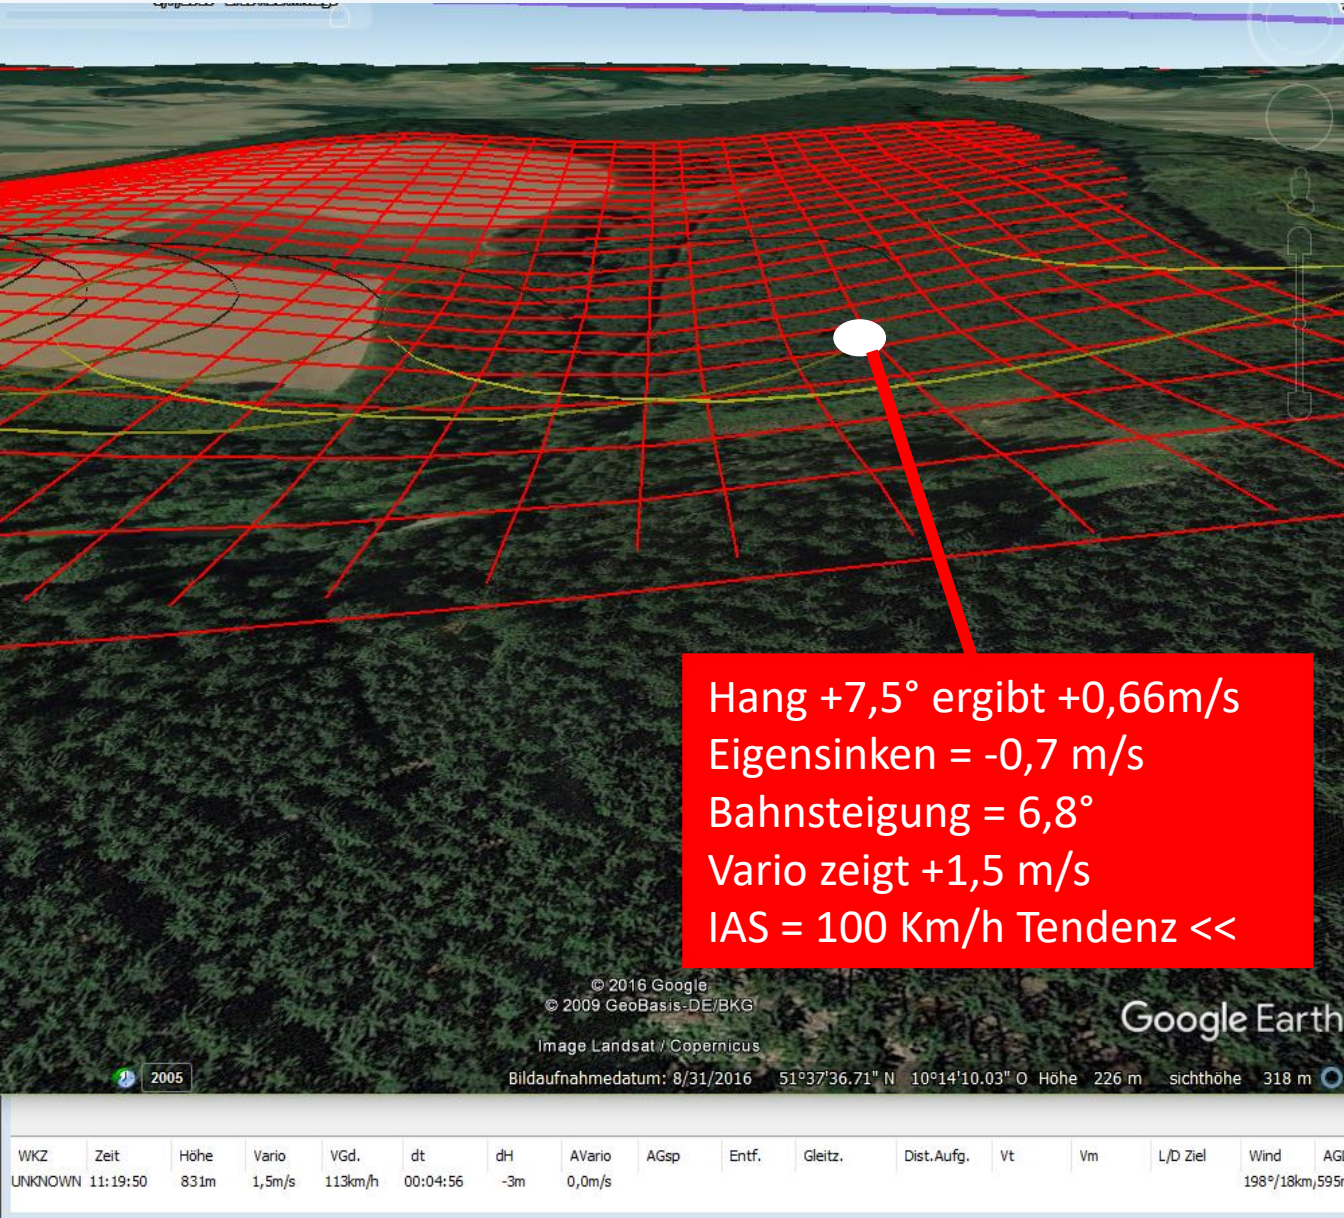 Hang +7,5° ergibt +0,66m/s
Eigensinken = -0,7 m/s
Bahnsteigung = 6,8°
Vario zeigt +1,5 m/s
IAS = 100 Km/h Tendenz <<
© 2016 Google
© 2009 GeoBasis-DE/BKG
Google Earth
Image Landsat / Copernicus
2005 Bildaufnahmedatum: 8/31/2016 51°37'36.71" N 10°14'10.03" O Höhe 226 m sichthöhe 318 m
WKZ Zeit Höhe Vario VGd. dt dH AVario AGsp Entf. Gleitz. Dist.Aufg. Vt Vm L/D Ziel Wind
UNKNOWN 11:19:50 831m 1,5m/s 113km/h 00:04:56 -3m 0,0m/s 198°/18km/